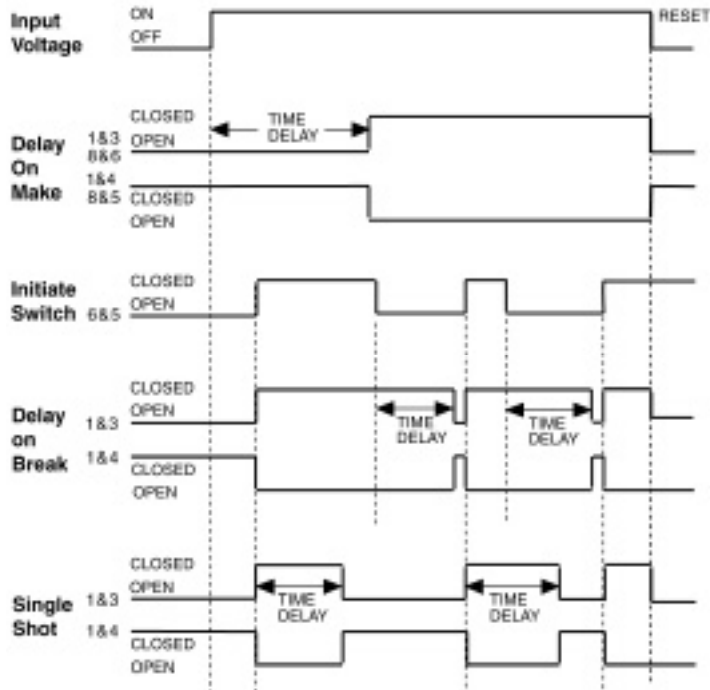 Input Voltage
ON
OFF
RESET
Delay On Make
CLOSED
1&3 OPEN
8&6
1&4
8&5 CLOSED
OPEN
TIME DELAY
Initiate Switch
CLOSED
OPEN
6&5
Delay on Break
CLOSED
OPEN
1&3
1&4
CLOSED
OPEN
TIME DELAY
TIME DELAY
Single Shot
CLOSED
OPEN
1&3
1&4
CLOSED
OPEN
TIME DELAY
TIME DELAY